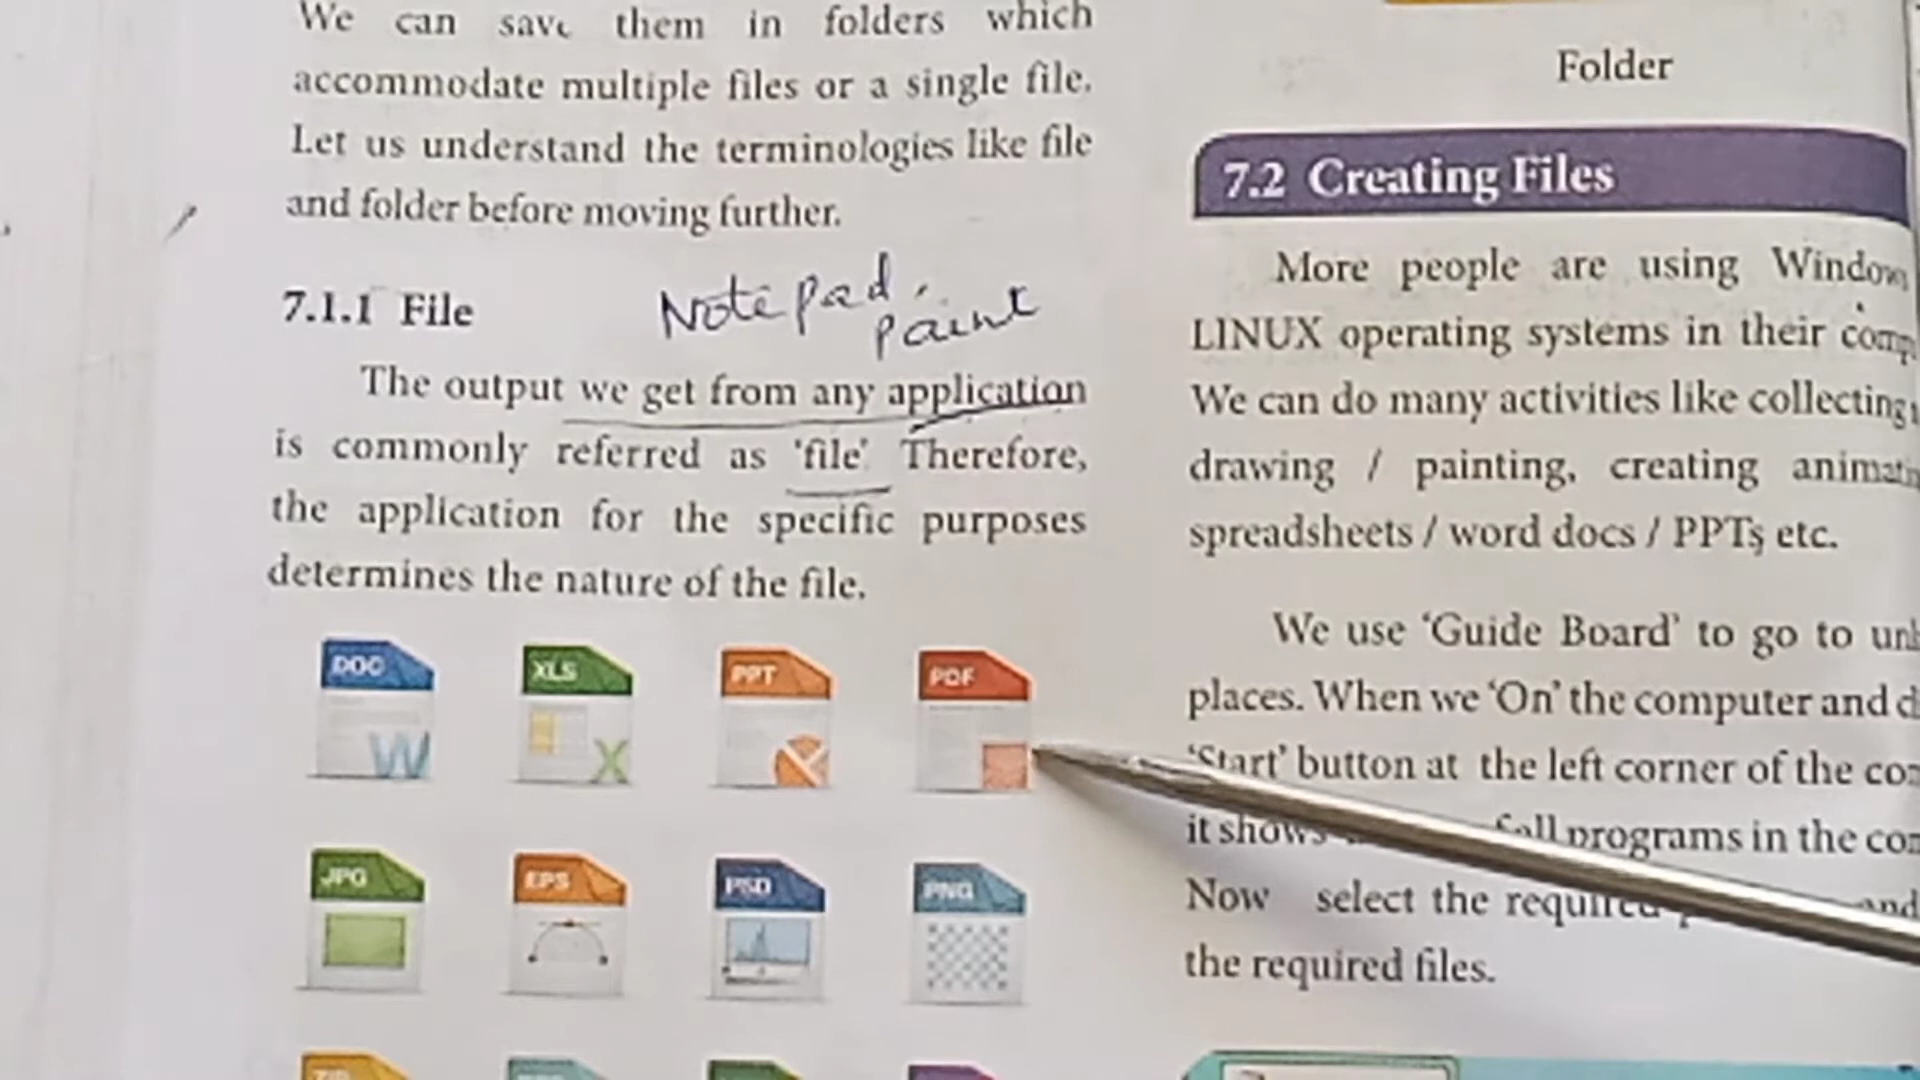 We can save them in folders which
accommodate multiple files or a single file.
Let us understand the terminologies like file
and folder before moving further.
7.1.1 File
Notepad,
paint
The output we get from any application
is commonly referred as 'file' Therefore,
the application for the specific purposes
determines the nature of the file.
DOC XLS PPT PDF
W X
JPG EPS PSD PNG
ZIP
Folder
7.2 Creating Files
More people are using Window
LINUX operating systems in their comp
We can do many activities like collecting
drawing / painting, creating animati
spreadsheets / word docs / PPTs etc.
We use 'Guide Board' to go to un
places. When we 'On' the computer and d
'Start' button at the left corner of the co
it shows all programs in the co
Now select the required and
the required files.